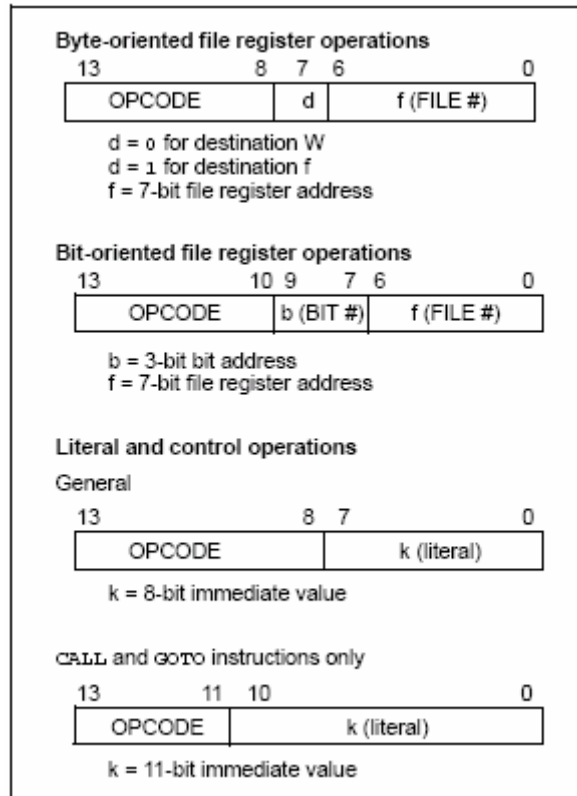 Byte-oriented file register operations
13 8 7 6 0
OPCODE d f (FILE #)
d = 0 for destination W
d = 1 for destination f
f = 7-bit file register address
Bit-oriented file register operations
13 10 9 7 6 0
OPCODE b (BIT #) f (FILE #)
b = 3-bit bit address
f = 7-bit file register address
Literal and control operations
General
13 8 7 0
OPCODE k (literal)
k = 8-bit immediate value
CALL and GOTO instructions only
13 11 10 0
OPCODE k (literal)
k = 11-bit immediate value